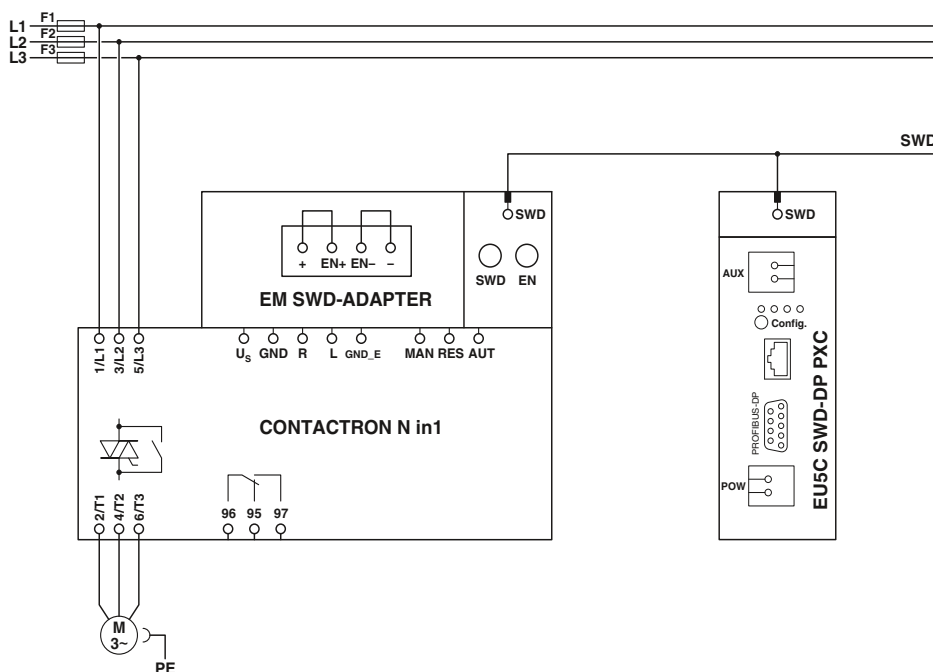 L1 F1
L2 F2
L3 F3
SWD
SWD
SWD
+ EN+ EN– –
SWD EN
EM SWD-ADAPTER
AUX
Config.
1/L1
3/L2
5/L3
US GND R L GND_E MAN RES AUT
CONTACTRON N in1
PROFIBUS-DP
EU5C SWD-DP PXC
POW
2/T1
4/T2
6/T3
96 95 97
M
3~
PE